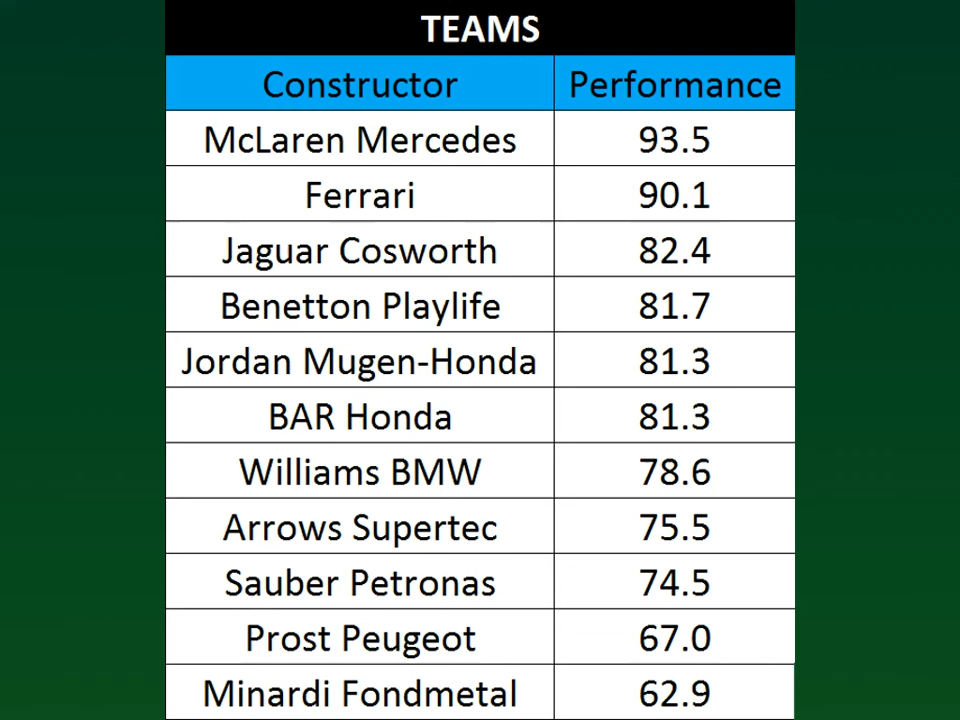 TEAMS
Constructor Performance
McLaren Mercedes 93.5
Ferrari 90.1
Jaguar Cosworth 82.4
Benetton Playlife 81.7
Jordan Mugen-Honda 81.3
BAR Honda 81.3
Williams BMW 78.6
Arrows Supertec 75.5
Sauber Petronas 74.5
Prost Peugeot 67.0
Minardi Fondmetal 62.9